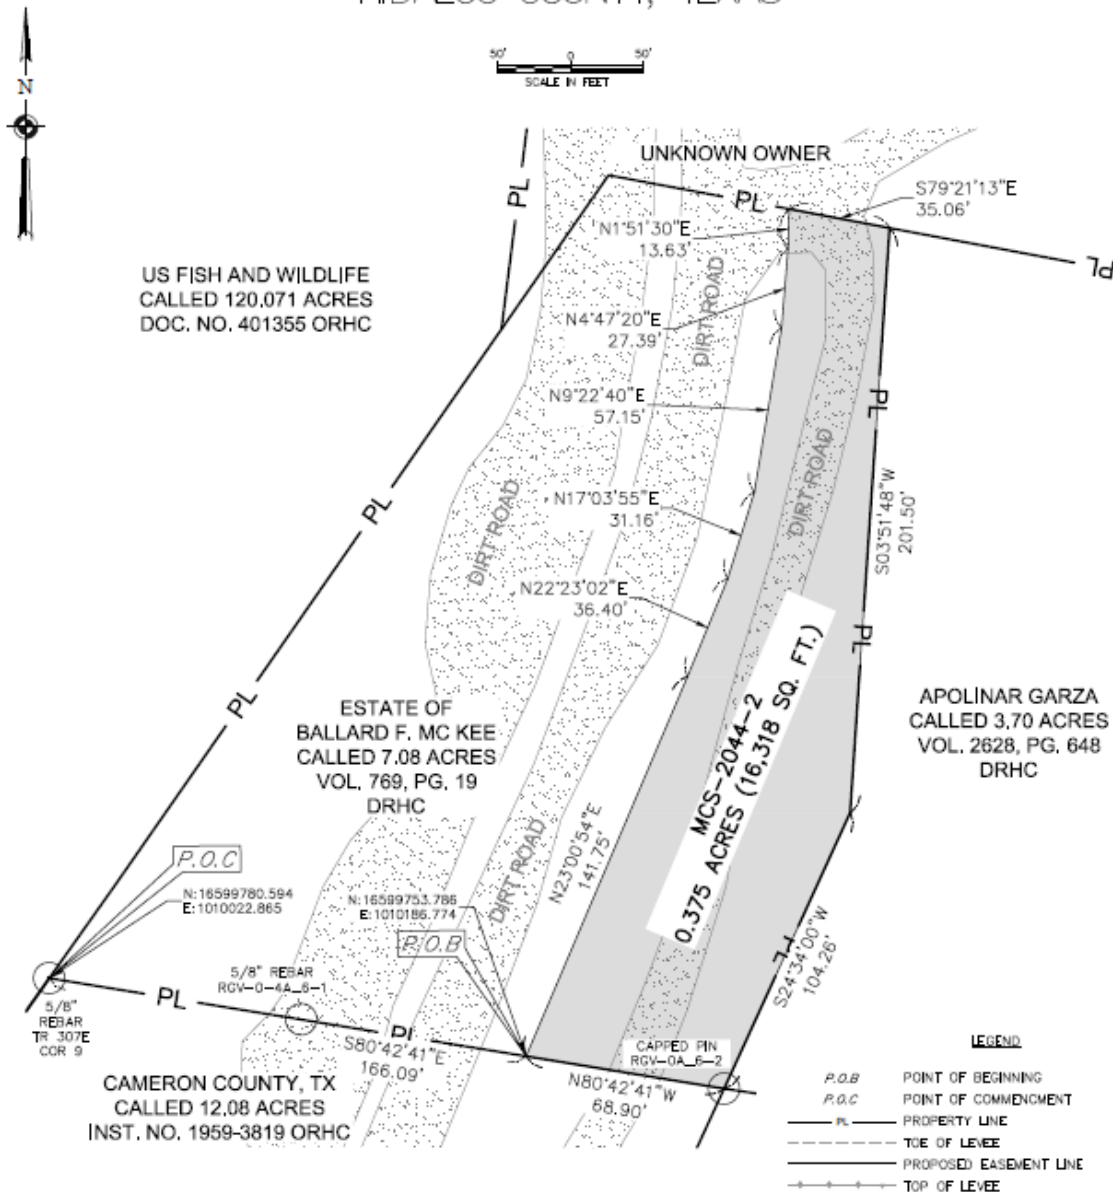 50' 0 50'
SCALE IN FEET
N
UNKNOWN OWNER
PL
PL
S79°21'13"E
35.06'
N1°51'30"E
13.63'
PL
US FISH AND WILDLIFE
CALLED 120.071 ACRES
DOC. NO. 401355 ORHC
DIRT ROAD
N4°47'20"E
27.39'
N9°22'40"E
57.15'
PL
DIRT ROAD
S03°51'48"W
201.50'
N17°03'55"E
31.16'
PL
DIRT ROAD
N22°23'02"E
36.40'
PL
PL
MCS-2044-2
0.375 ACRES (16,318 SQ. FT.)
ESTATE OF
BALLARD F. MC KEE
CALLED 7.08 ACRES
VOL. 769, PG. 19
DRHC
APOLINAR GARZA
CALLED 3.70 ACRES
VOL. 2628, PG. 648
DRHC
N23°00'54"E
141.75'
DIRT ROAD
P.O.C
N:16599780.594
E:1010022.865
N:16599753.786
E:1010186.774
P.O.B
PL
S24°34'00"W
104.26'
5/8" REBAR
RGV-0-4A_6-1
PL
PL
5/8"
REBAR
TR 307E
COR 9
S80°42'41"E
166.09'
CAPPED PIN
RGV-0A_6-2
N80°42'41"W
68.90'
CAMERON COUNTY, TX
CALLED 12.08 ACRES
INST. NO. 1959-3819 ORHC
LEGEND
P.O.B POINT OF BEGINNING
P.O.C POINT OF COMMENCMENT
PL PROPERTY LINE
TOE OF LEVEE
PROPOSED EASEMENT LINE
TOP OF LEVEE